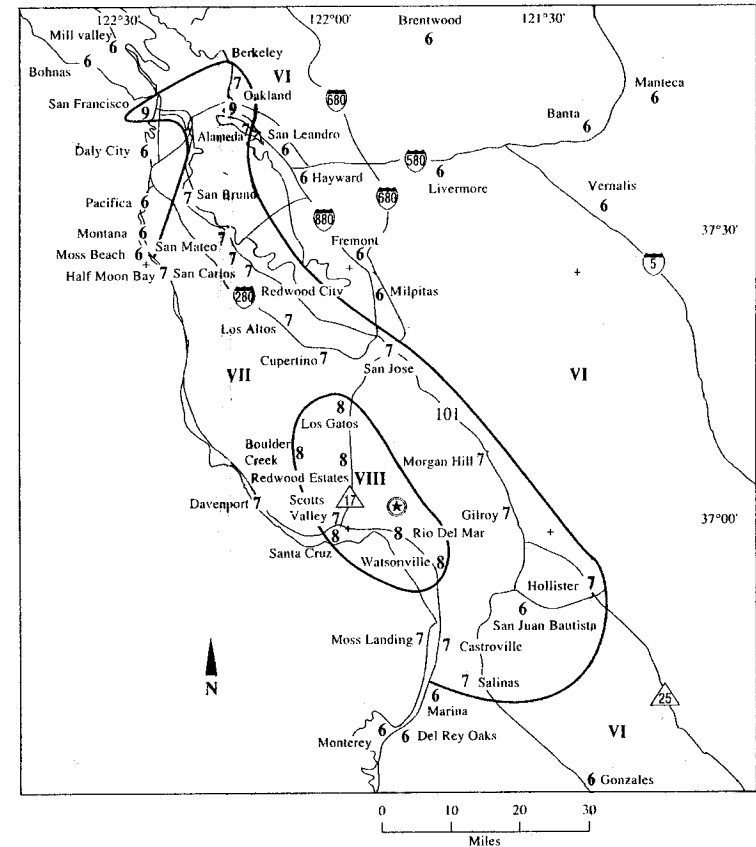 122°30' 122°00' 121°30'
Brentwood
6
Mill valley
6
Bohnas
6
Berkeley
7
VI
Oakland
9
680
Manteca
6
San Francisco
9
Banta
6
Alameda
San Leandro
6
Daly City
6
580
Hayward
6
Livermore
6
680
Vernalis
6
San Bruno
7
Pacifica
6
880
Montana
6
San Mateo
7
Fremont
6
37°30'
Moss Beach
6
7
5
Half Moon Bay
7
San Carlos
7
Redwood City
280
Milpitas
6
Los Altos
7
Cupertino
7
7
San Jose
VII
VI
101
8
Los Gatos
Boulder
Creek
8
8
Morgan Hill
7
Redwood Estates
VIII
Davenport
7
Scotts
Valley
7
17
Gilroy
7
37°00'
Santa Cruz
8
8
Rio Del Mar
Watsonville
8
Hollister
7
6
San Juan Bautista
Moss Landing
7
7
Castroville
7
Salinas
N
6
Marina
25
Monterey
6
6
Del Rey Oaks
VI
6
Gonzales
0 10 20 30
Miles